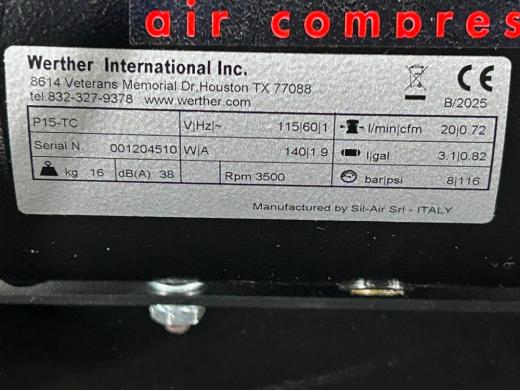 air compres
Werther International Inc.
8614 Veterans Memorial Dr,Houston TX 77088
tel.832-327-9378 www.werther.com
CE
B/2025
P15-TC V|Hz|~ 115|60|1 l/min|cfm 20|0.72
Serial N. 001204510 W|A 140|1.9 l|gal 3.1|0.82
kg 16 dB(A) 38 Rpm 3500 bar|psi 8|116
Manufactured by Sil-Air Srl - ITALY